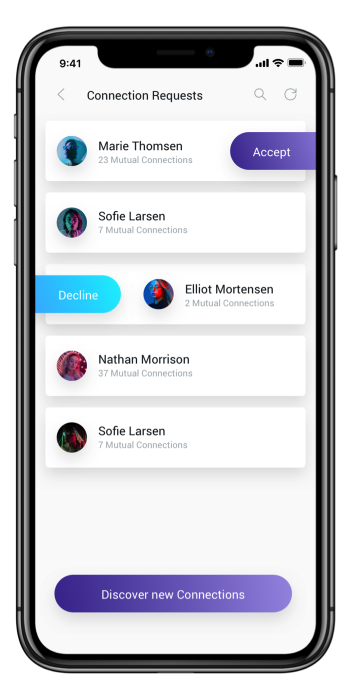 9:41
Connection Requests
Marie Thomsen
23 Mutual Connections
Accept
Sofie Larsen
7 Mutual Connections
Decline
Elliot Mortensen
2 Mutual Connections
Nathan Morrison
37 Mutual Connections
Sofie Larsen
7 Mutual Connections
Discover new Connections